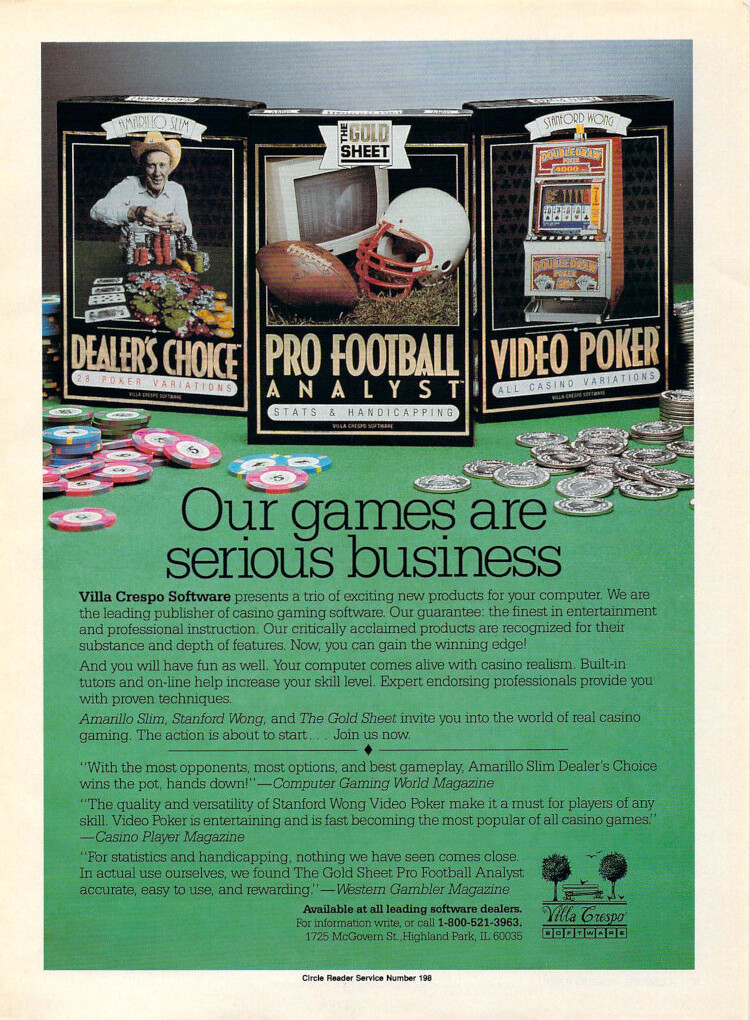 AMARILLO SLIM
DEALER'S CHOICE™
28 POKER VARIATIONS
VILLA CRESPO SOFTWARE
THE GOLD SHEET
PRO FOOTBALL
ANALYST™
STATS & HANDICAPPING
VILLA CRESPO SOFTWARE
STANFORD WONG
DOUBLE DRAW
POKER
4000
DOUBLE DRAW
POKER
VIDEO POKER™
ALL CASINO VARIATIONS
VILLA CRESPO SOFTWARE
Our games are
serious business
Villa Crespo Software presents a trio of exciting new products for your computer. We are
the leading publisher of casino gaming software. Our guarantee: the finest in entertainment
and professional instruction. Our critically acclaimed products are recognized for their
substance and depth of features. Now, you can gain the winning edge!
And you will have fun as well. Your computer comes alive with casino realism. Built-in
tutors and on-line help increase your skill level. Expert endorsing professionals provide you
with proven techniques.
Amarillo Slim, Stanford Wong, and The Gold Sheet invite you into the world of real casino
gaming. The action is about to start. . . Join us now.
"With the most opponents, most options, and best gameplay, Amarillo Slim Dealer's Choice
wins the pot, hands down!"—Computer Gaming World Magazine
"The quality and versatility of Stanford Wong Video Poker make it a must for players of any
skill. Video Poker is entertaining and is fast becoming the most popular of all casino games."
—Casino Player Magazine
"For statistics and handicapping, nothing we have seen comes close.
In actual use ourselves, we found The Gold Sheet Pro Football Analyst
accurate, easy to use, and rewarding."—Western Gambler Magazine
Available at all leading software dealers.
For information write, or call 1-800-521-3963.
1725 McGovern St.,Highland Park, IL 60035
Villa Crespo
SOFTWARE
Circle Reader Service Number 198